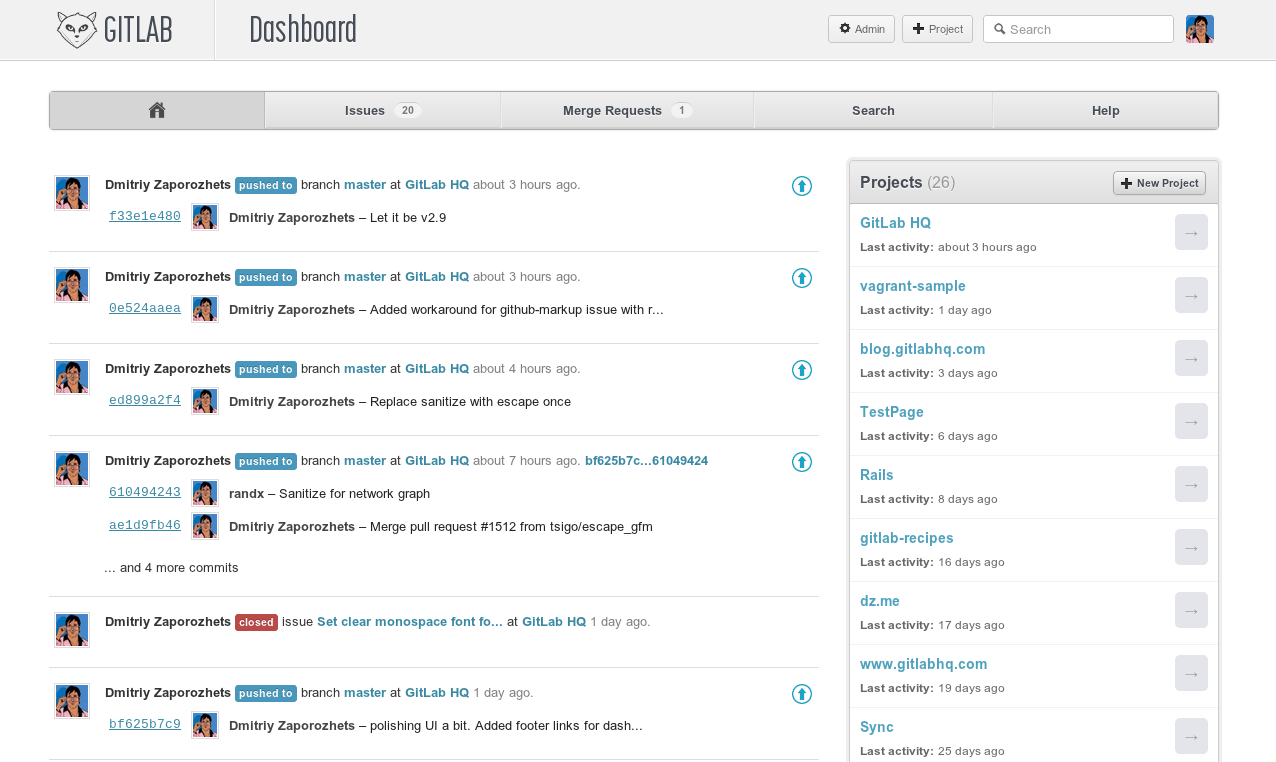 GITLAB
Dashboard
Admin
Project
Search
Issues 20
Merge Requests 1
Search
Help
Dmitriy Zaporozhets pushed to branch master at GitLab HQ about 3 hours ago.
f33e1e480 Dmitriy Zaporozhets – Let it be v2.9
Dmitriy Zaporozhets pushed to branch master at GitLab HQ about 3 hours ago.
0e524aaea Dmitriy Zaporozhets – Added workaround for github-markup issue with r...
Dmitriy Zaporozhets pushed to branch master at GitLab HQ about 4 hours ago.
ed899a2f4 Dmitriy Zaporozhets – Replace sanitize with escape once
Dmitriy Zaporozhets pushed to branch master at GitLab HQ about 7 hours ago. bf625b7c...61049424
610494243 randx – Sanitize for network graph
ae1d9fb46 Dmitriy Zaporozhets – Merge pull request #1512 from tsigo/escape_gfm
... and 4 more commits
Dmitriy Zaporozhets closed issue Set clear monospace font fo... at GitLab HQ 1 day ago.
Dmitriy Zaporozhets pushed to branch master at GitLab HQ 1 day ago.
bf625b7c9 Dmitriy Zaporozhets – polishing UI a bit. Added footer links for dash...
Projects (26)
New Project
GitLab HQ
Last activity: about 3 hours ago
vagrant-sample
Last activity: 1 day ago
blog.gitlabhq.com
Last activity: 3 days ago
TestPage
Last activity: 6 days ago
Rails
Last activity: 8 days ago
gitlab-recipes
Last activity: 16 days ago
dz.me
Last activity: 17 days ago
www.gitlabhq.com
Last activity: 19 days ago
Sync
Last activity: 25 days ago